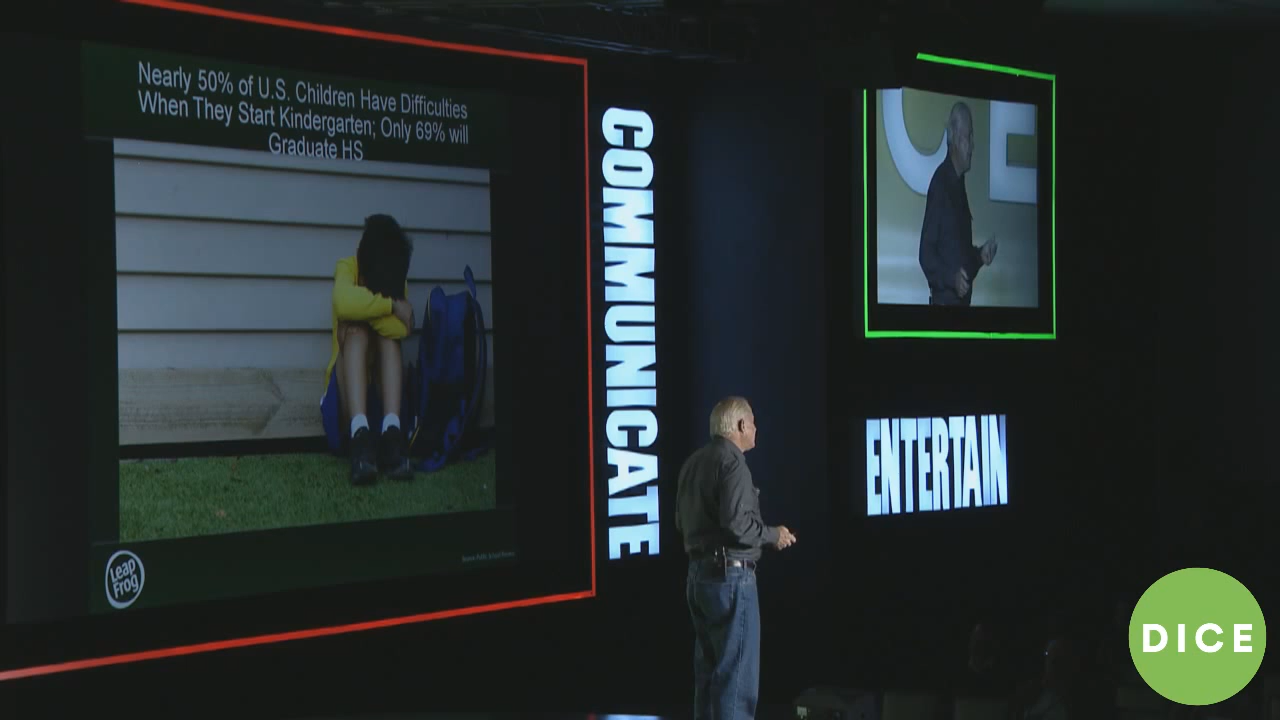 Nearly 50% of U.S. Children Have Difficulties
When They Start Kindergarten; Only 69% will
Graduate HS
Leap
Frog
COMMUNICATE
CE
ENTERTAIN
DICE